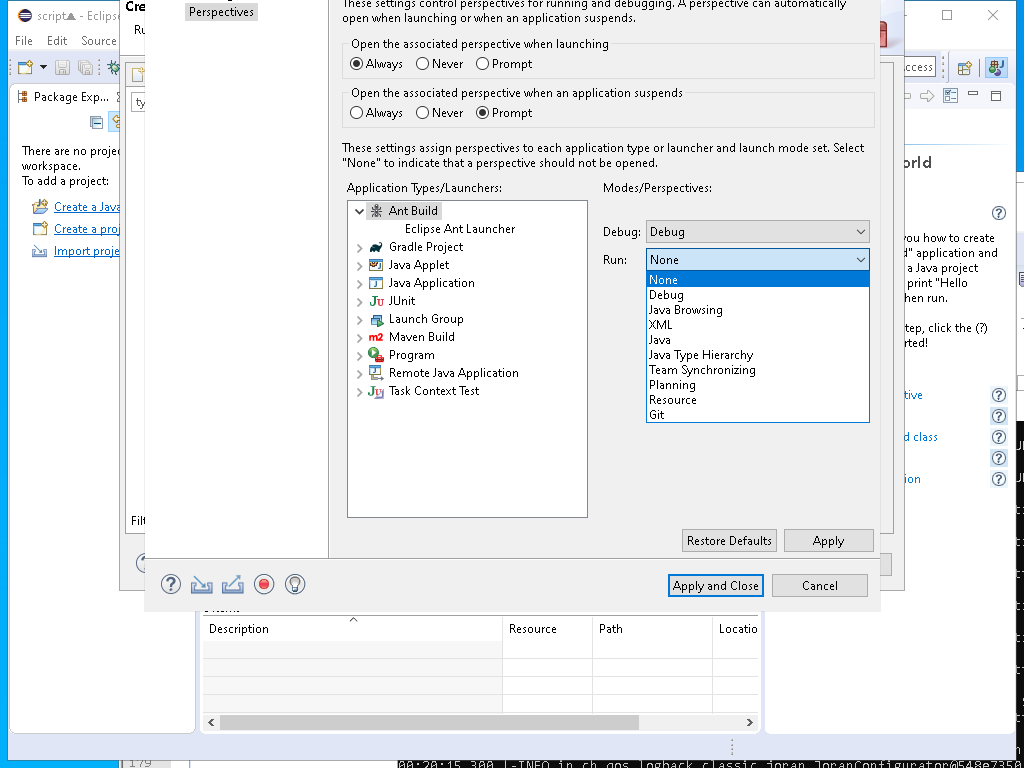 script
- Eclips
File Edit Source
Cre
Ru
Perspectives
These settings control perspectives for running and debugging. A perspective can automatically
open when launching or when an application suspends.
Open the associated perspective when launching
Always Never Prompt
ccess
Open the associated perspective when an application suspends
Always Never Prompt
Package Exp...
ty
There are no proje
workspace.
To add a project:
Create a Java
Create a proj
Import proje
These settings assign perspectives to each application type or launcher and launch mode set. Select
"None" to indicate that a perspective should not be opened.
Application Types/Launchers:
Modes/Perspectives:
Ant Build
Eclipse Ant Launcher
Gradle Project
Java Applet
Java Application
JUnit
Launch Group
Maven Build
Program
Remote Java Application
Task Context Test
Debug: Debug
Run: None
None
Debug
Java Browsing
XML
Java
Java Type Hierarchy
Team Synchronizing
Planning
Resource
Git
orld
you how to create
d" application and
a Java project
print "Hello
hen run.
tep, click the (?)
rted!
tive
d class
ion
Filt
Restore Defaults Apply
Apply and Close Cancel
Description Resource Path Locatio
179
00:20:15,300 |-INFO in ch.qos.logback.classic.joran.JoranConfigurator@548e7350